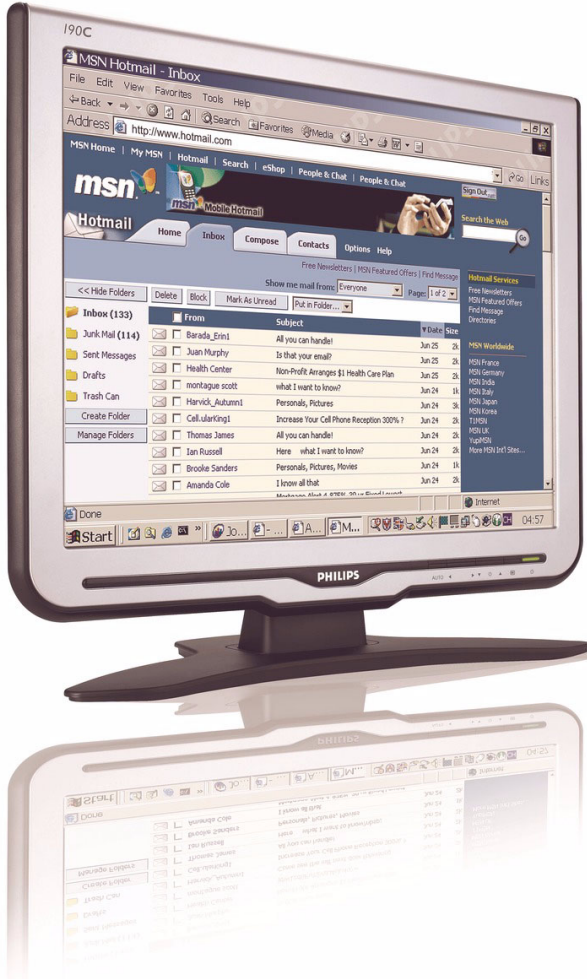 190C
MSN Hotmail - Inbox
File Edit View Favorites Tools Help
Back Search Favorites Media
Address http://www.hotmail.com Go Links
MSN Home | My MSN | Hotmail | Search | eShop | People & Chat | People & Chat
Sign Out
msn
msn Mobile Hotmail
Search the Web
Go
Hotmail
Home Inbox Compose Contacts Options Help
Free Newsletters | MSN Featured Offers | Find Message
Show me mail from: Everyone Page: 1 of 2
<< Hide Folders Delete Block Mark As Unread Put in Folder...
From Subject Date Size
Inbox (133)
Junk Mail (114)
Sent Messages
Drafts
Trash Can
Create Folder
Manage Folders
Barada_Erin1 All you can handle! Jun 25 2k
Juan Murphy Is that your email? Jun 25 2k
Health Center Non-Profit Arranges $1 Health Care Plan Jun 25 2k
montague scott what I want to know? Jun 24 1k
Harvick_Autumn1 Personals, Pictures Jun 24 3k
Cell.ularKing1 Increase Your Cell Phone Reception 300% ? Jun 24 2k
Thomas James All you can handle! Jun 24 2k
Ian Russell Here what I want to know? Jun 24 2k
Brooke Sanders Personals, Pictures, Movies Jun 24 1k
Amanda Cole I know all that Jun 24 2k
Hotmail Services
Free Newsletters
MSN Featured Offers
Find Message
Directories
MSN Worldwide
MSN France
MSN Germany
MSN India
MSN Italy
MSN Japan
MSN Korea
T1MSN
MSN UK
YupiMSN
More MSN Int'l Sites...
Done Internet
Start Jo... - ... A... M... 04:57
PHILIPS
AUTO